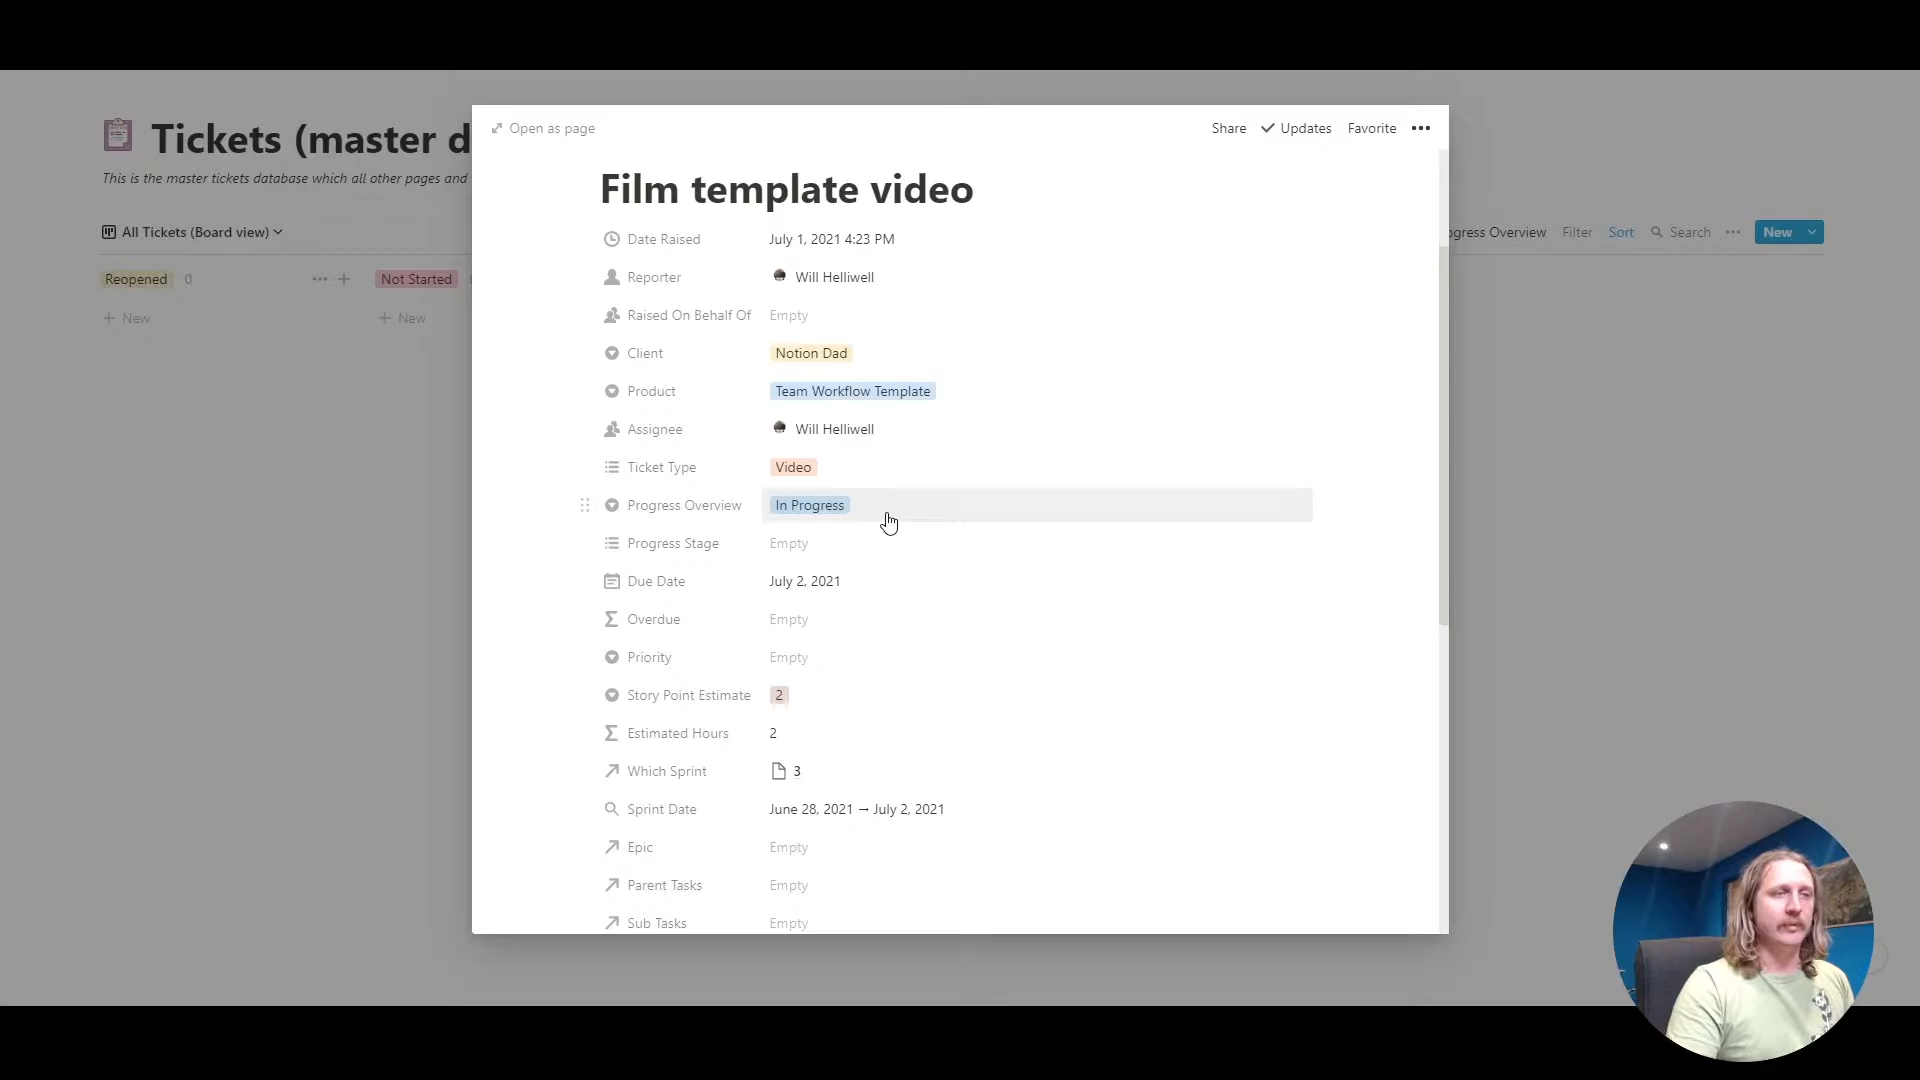 Open as page
Share
Updates
Favorite
Tickets (master d
This is the master tickets database which all other pages and
All Tickets (Board view)
ogress Overview
Filter
Sort
Search
New
Reopened 0
Not Started
+ New
+ New
Film template video
Date Raised July 1, 2021 4:23 PM
Reporter Will Helliwell
Raised On Behalf Of Empty
Client Notion Dad
Product Team Workflow Template
Assignee Will Helliwell
Ticket Type Video
Progress Overview In Progress
Progress Stage Empty
Due Date July 2, 2021
Overdue Empty
Priority Empty
Story Point Estimate 2
Estimated Hours 2
Which Sprint 3
Sprint Date June 28, 2021 → July 2, 2021
Epic Empty
Parent Tasks Empty
Sub Tasks Empty